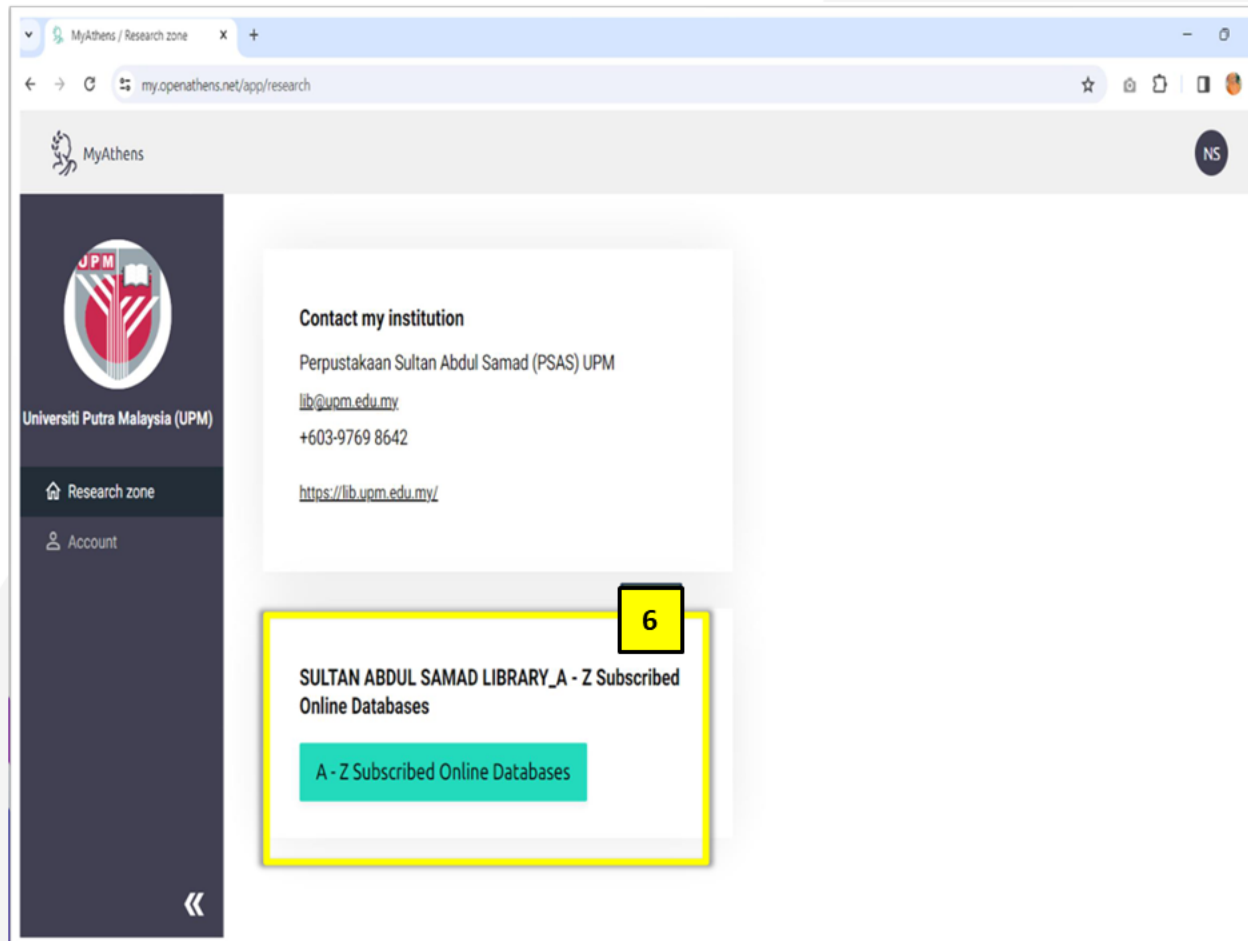 MyAthens / Research zone
my.openathens.net/app/research
MyAthens
NS
UPM
Universiti Putra Malaysia (UPM)
Research zone
Account
Contact my institution
Perpustakaan Sultan Abdul Samad (PSAS) UPM
lib@upm.edu.my
+603-9769 8642
https://lib.upm.edu.my/
6
SULTAN ABDUL SAMAD LIBRARY_A - Z Subscribed
Online Databases
A - Z Subscribed Online Databases